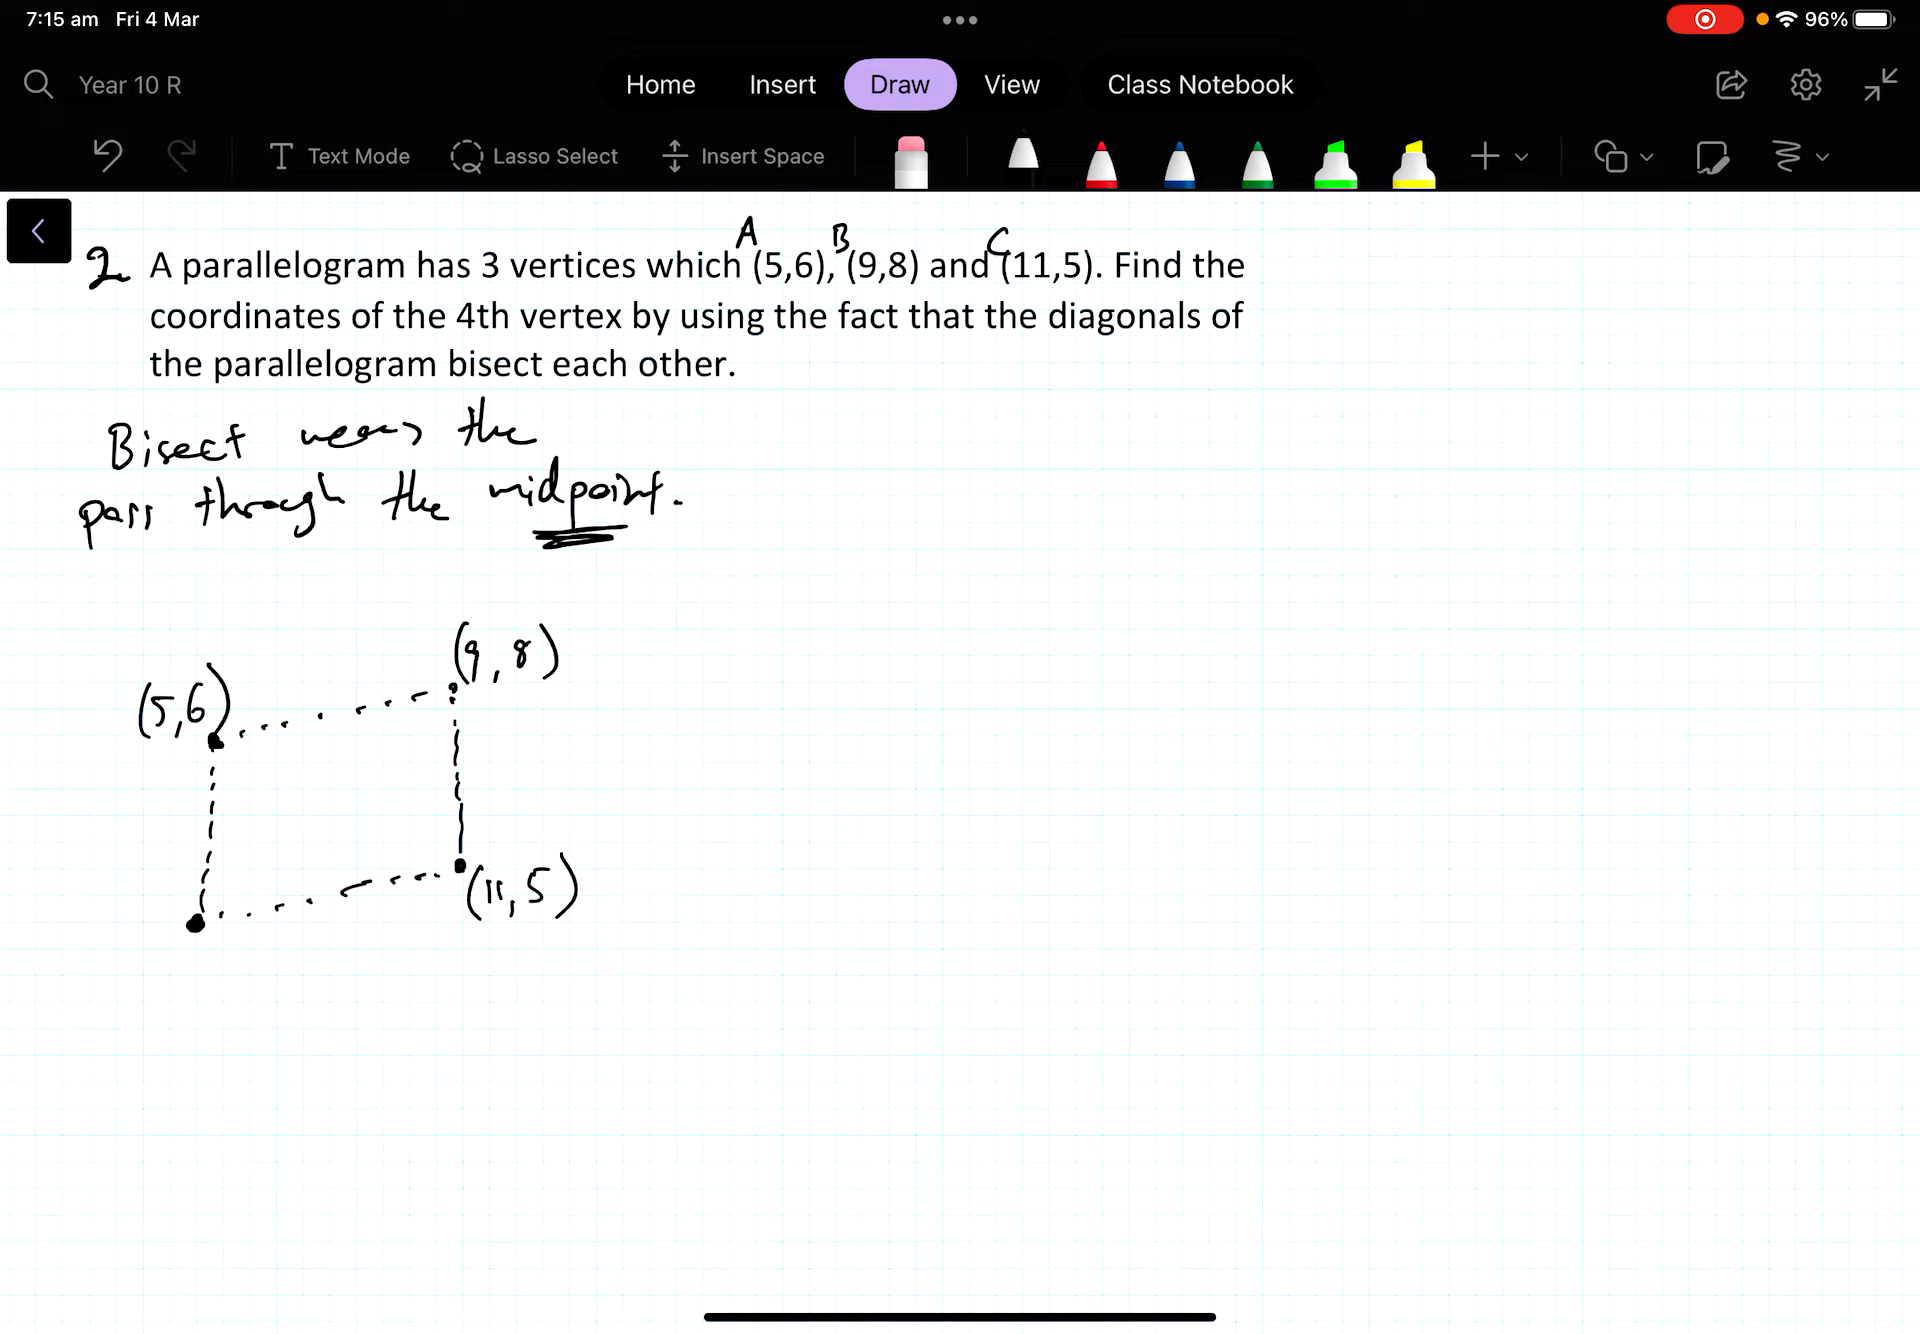 7:15 am Fri 4 Mar
96%
Year 10 R
Home Insert Draw View Class Notebook
Text Mode Lasso Select Insert Space
A B C
2 A parallelogram has 3 vertices which (5,6), (9,8) and (11,5). Find the
coordinates of the 4th vertex by using the fact that the diagonals of
the parallelogram bisect each other.
Bisect means the
pass through the midpoint.
(9, 8)
(5,6)
(11, 5)